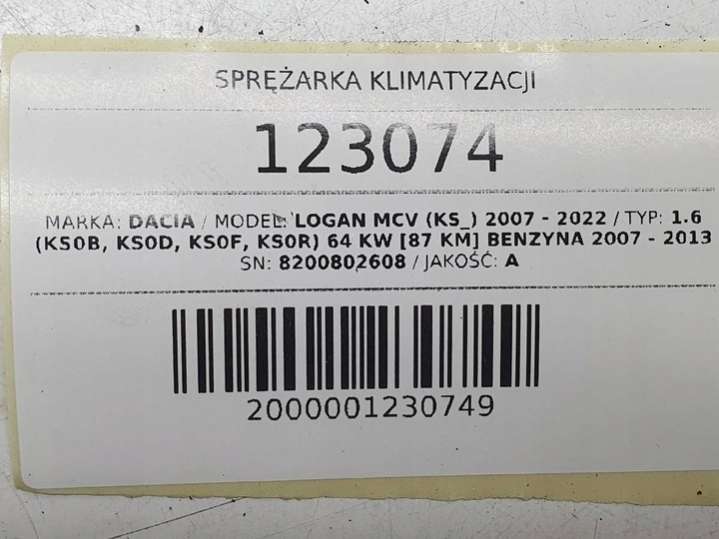 SPRĘŻARKA KLIMATYZACJI
123074
MARKA: DACIA / MODEL: LOGAN MCV (KS_) 2007 - 2022 / TYP: 1.6
(KS0B, KS0D, KS0F, KS0R) 64 KW [87 KM] BENZYNA 2007 - 2013
SN: 8200802608 / JAKOŚĆ: A
2000001230749